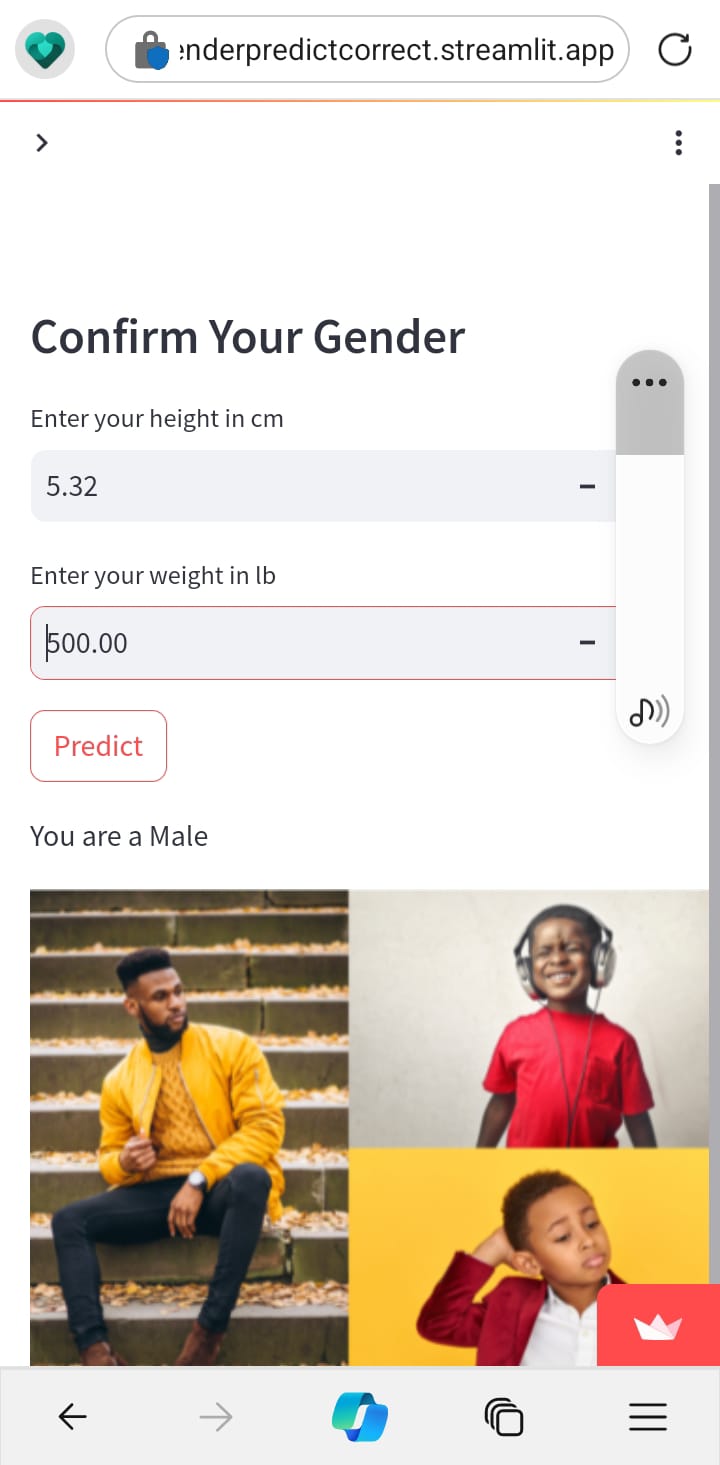 enderpredictcorrect.streamlit.app
Confirm Your Gender
Enter your height in cm
5.32
Enter your weight in lb
500.00
Predict
You are a Male